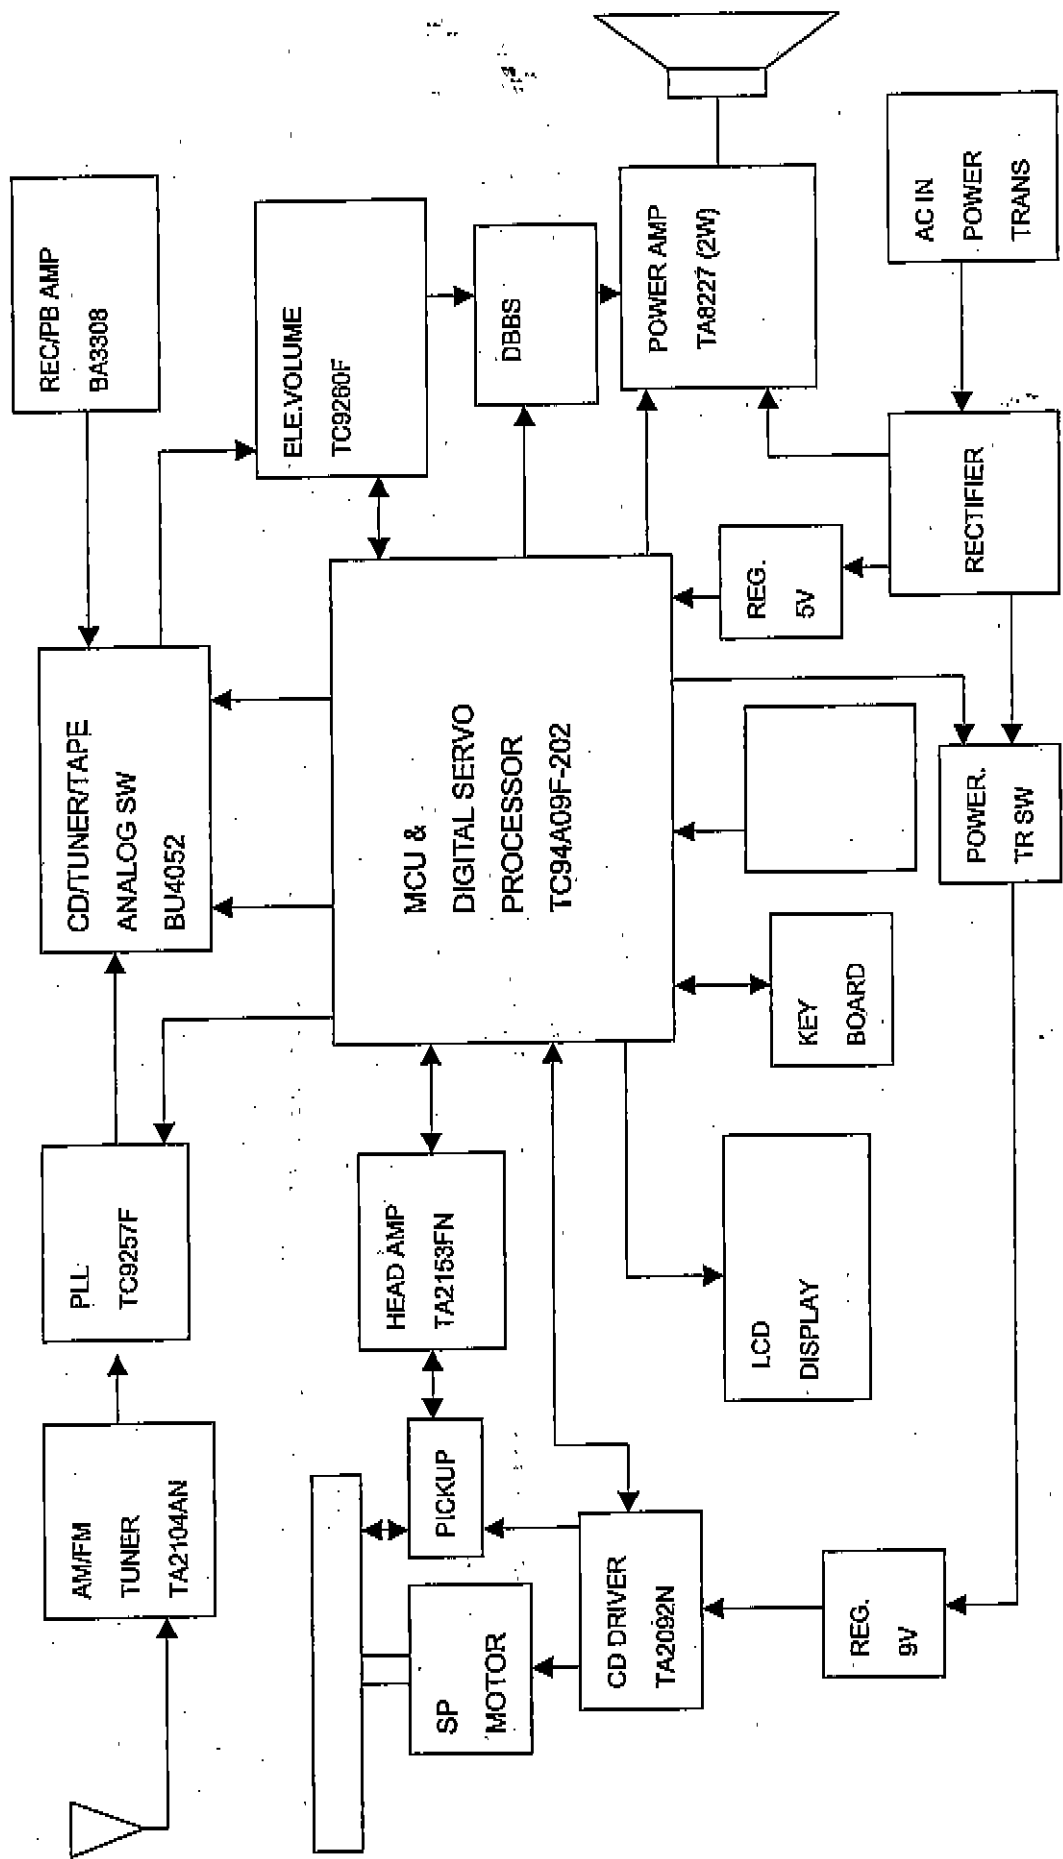 AM/FM
TUNER
TA2104AN
PLL
TC9257F
CD/TUNER/TAPE
ANALOG SW
BU4052
REC/PB AMP
BA3308
ELE.VOLUME
TC9260F
PICKUP
HEAD AMP
TA2153FN
MCU &
DIGITAL SERVO
PROCESSOR
TC94A09F-202
DBBS
SP
MOTOR
CD DRIVER
TA2092N
POWER AMP
TA8227 (2W)
LCD
DISPLAY
KEY
BOARD
REG.
5V
REG.
9V
POWER.
TR SW
RECTIFIER
AC IN
POWER
TRANS